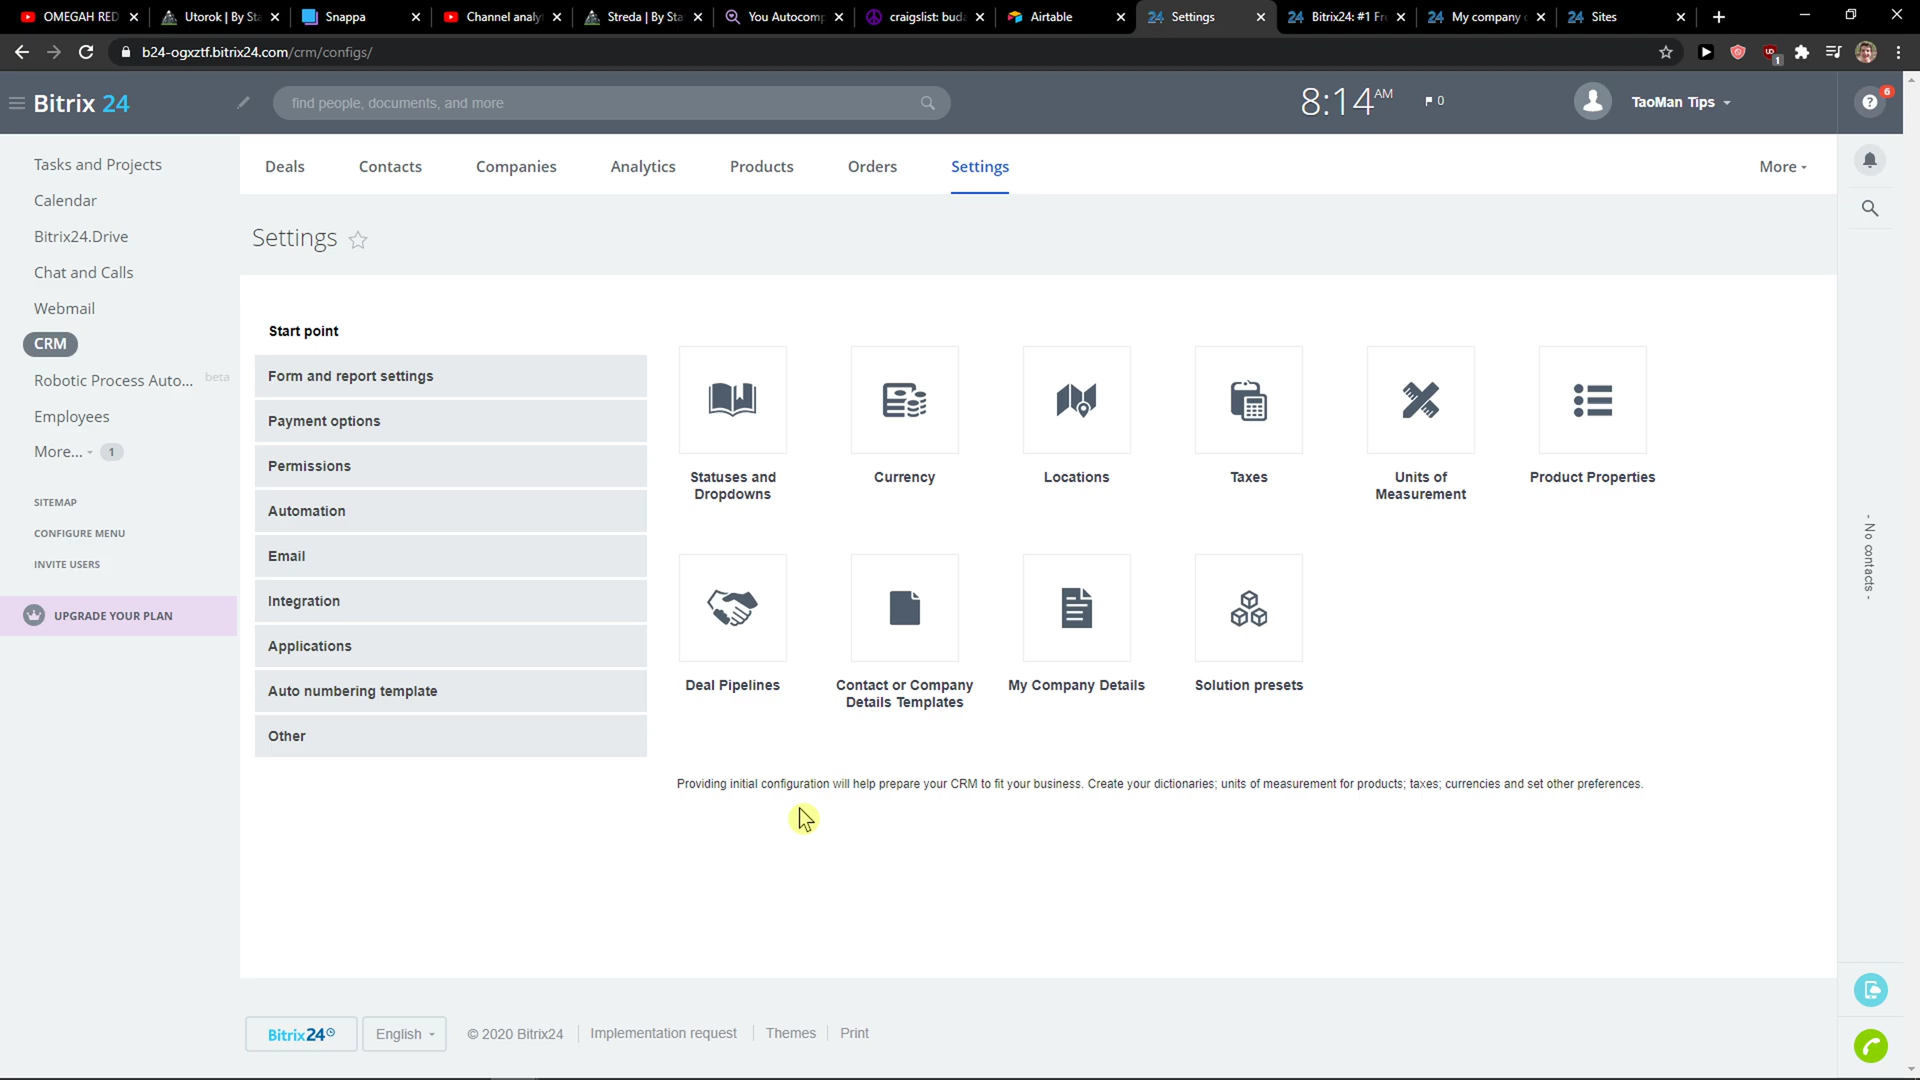 OMEGAH RED
Utorok | By Sta
Snappa
Channel analy
Streda | By Sta
You Autocomp
craigslist: buda
Airtable
Settings
Bitrix24: #1 Fr
My company
Sites
b24-ogxztf.bitrix24.com/crm/configs/
Bitrix 24
find people, documents, and more
8:14 AM
0
TaoMan Tips
6
Tasks and Projects
Calendar
Bitrix24.Drive
Chat and Calls
Webmail
CRM
Robotic Process Auto... beta
Employees
More... 1
SITEMAP
CONFIGURE MENU
INVITE USERS
UPGRADE YOUR PLAN
Deals
Contacts
Companies
Analytics
Products
Orders
Settings
More
Settings
Start point
Form and report settings
Payment options
Permissions
Automation
Email
Integration
Applications
Auto numbering template
Other
Statuses and
Dropdowns
Currency
Locations
Taxes
Units of
Measurement
Product Properties
Deal Pipelines
Contact or Company
Details Templates
My Company Details
Solution presets
Providing initial configuration will help prepare your CRM to fit your business. Create your dictionaries; units of measurement for products; taxes; currencies and set other preferences.
- No contacts -
Bitrix24
English
© 2020 Bitrix24
Implementation request
Themes
Print